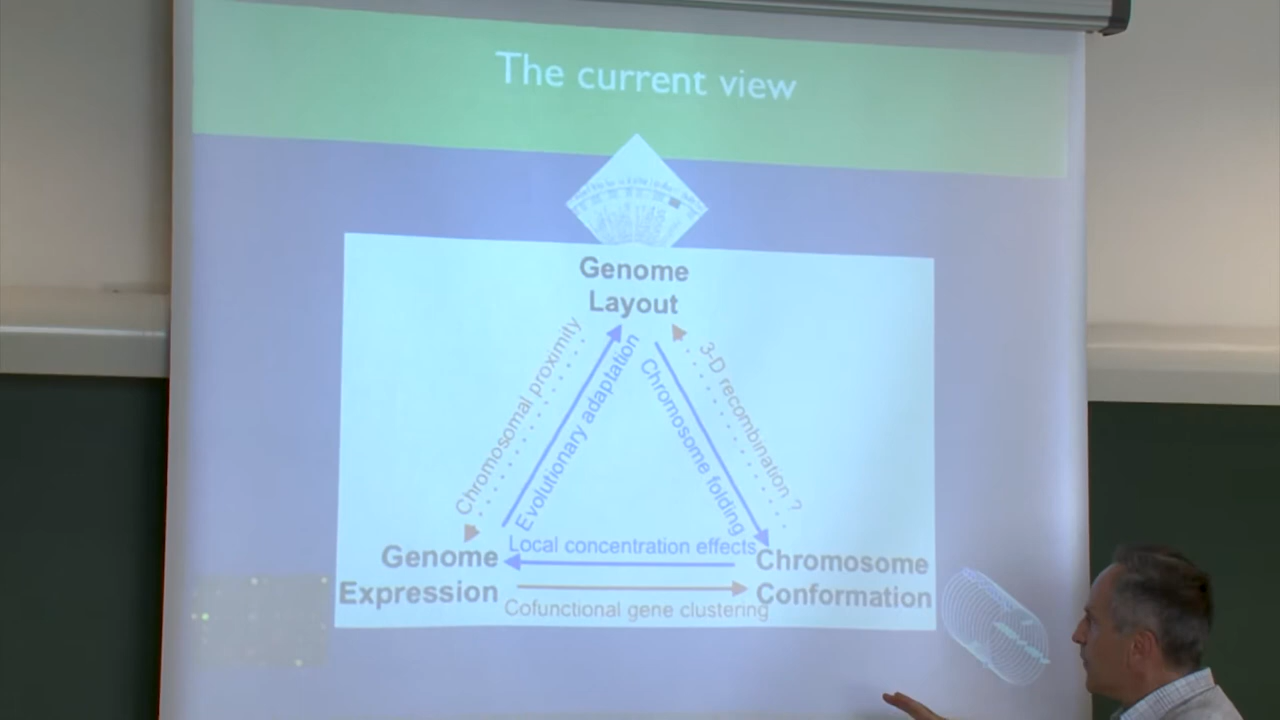 The current view
Genome
Layout
Chromosomal proximity
Evolutionary adaptation
Chromosome folding
3-D recombination ?
Local concentration effects
Genome
Expression
Chromosome
Conformation
Cofunctional gene clustering